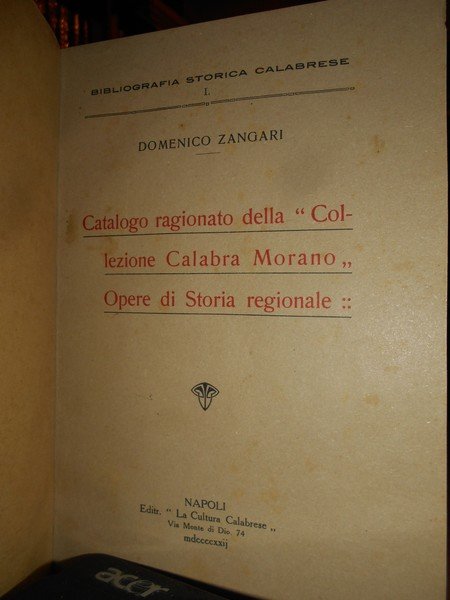 BIBLIOGRAFIA STORICA CALABRESE
I.
DOMENICO ZANGARI
Catalogo ragionato della “ Col-
lezione Calabra Morano „
Opere di Storia regionale ::
NAPOLI
Editr. “ La Cultura Calabrese „
Via Monte di Dio, 74
mdccccxxij
acer